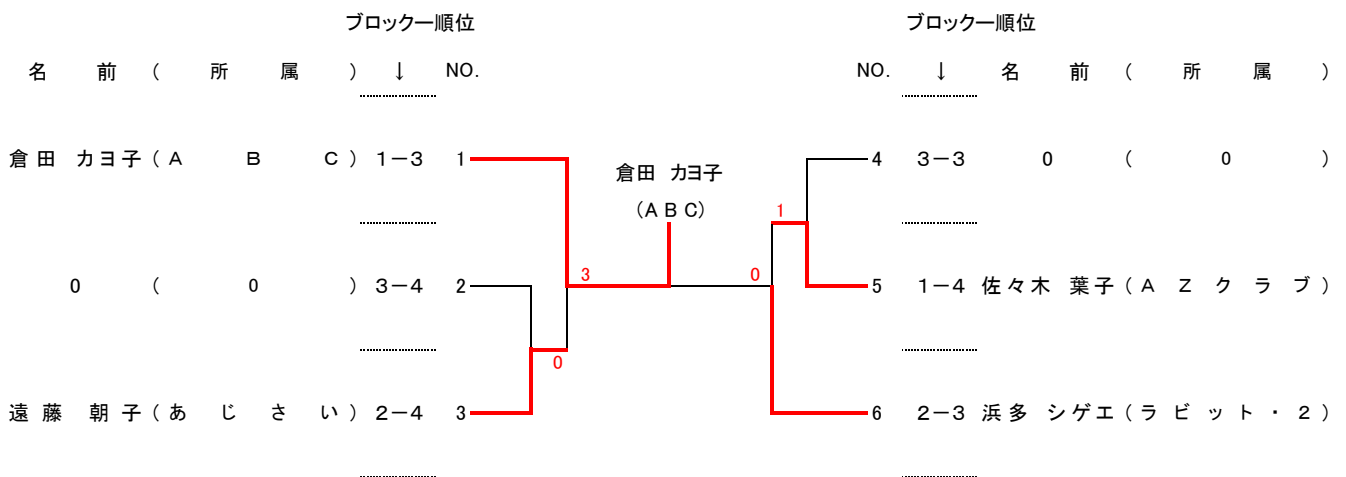 ブロックー順位 ブロックー順位
名 前 ( 所 属 ) ↓ NO. NO. ↓ 名 前 ( 所 属 )
倉田 カヨ子 ( A B C ) 1-3 1 4 3-3 0 ( 0 )
倉田 カヨ子
(A B C) 1
0 ( 0 ) 3-4 2 3 0 5 1-4 佐々木 葉子 ( A Z ク ラ ブ )
0
遠藤 朝子 ( あ じ さ い ) 2-4 3 6 2-3 浜多 シゲエ ( ラ ビ ッ ト ・ 2 )